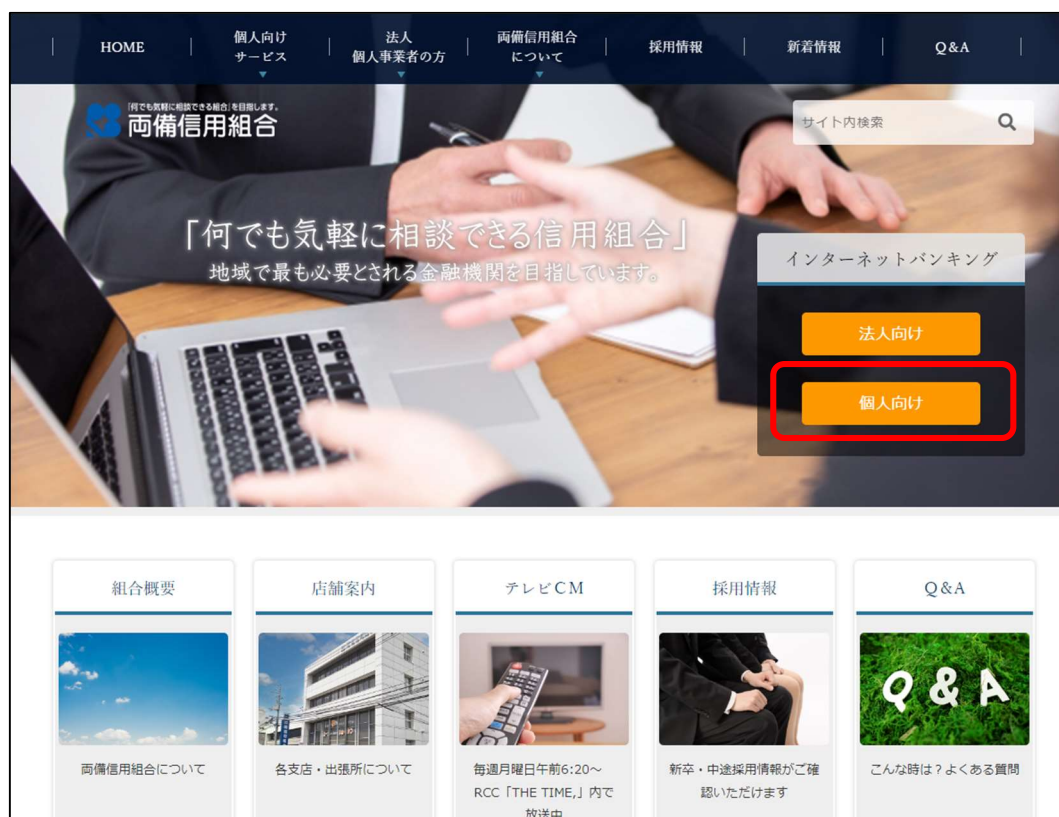 HOME
個人向け
サービス
法人
個人事業者の方
両備信用組合
について
採用情報
新着情報
Q&A
「何でも気軽に相談できる組合」を目指します。
両備信用組合
サイト内検索
「何でも気軽に相談できる信用組合」
地域で最も必要とされる金融機関を目指しています。
インターネットバンキング
法人向け
個人向け
組合概要
店舗案内
テレビCM
採用情報
Q&A
Q & A
両備信用組合について
各支店・出張所について
毎週月曜日午前6:20～
RCC「THE TIME,」内で
放送中
新卒・中途採用情報がご確
認いただけます
こんな時は？よくある質問